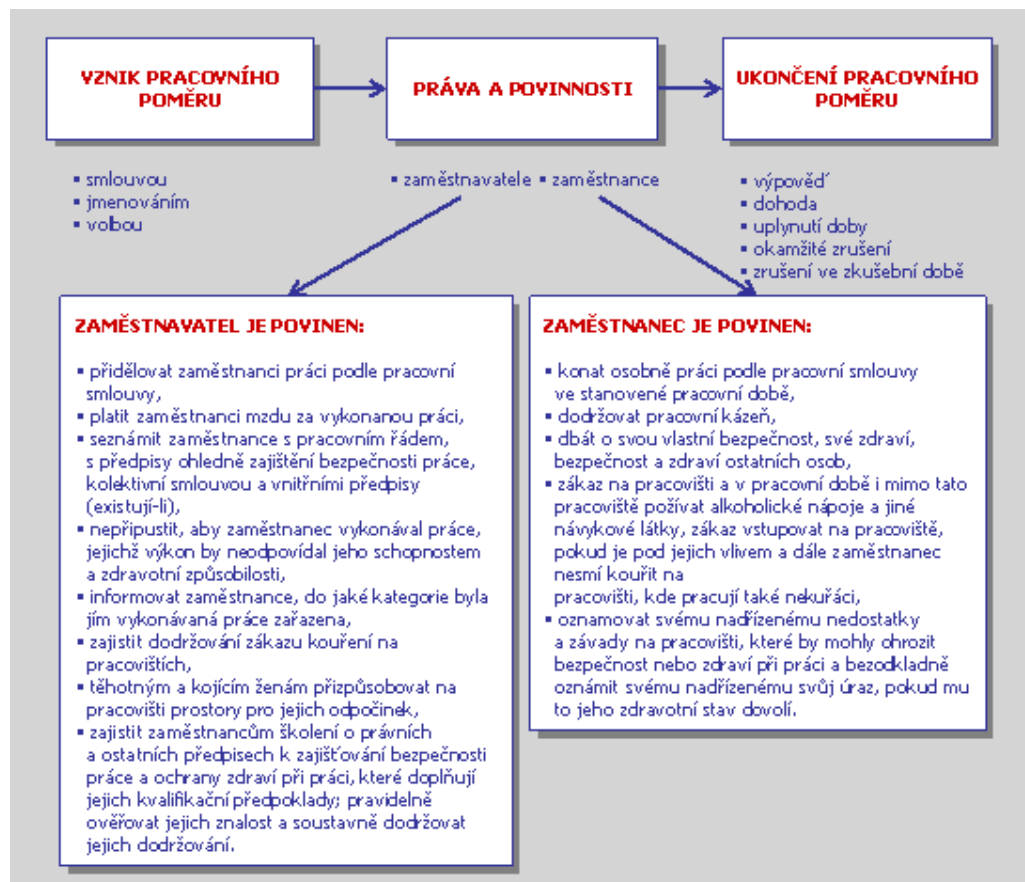 VZNIK PRACOVNÍHO
POMĚRU
PRÁVA A POVINNOSTI
UKONČENÍ PRACOVNÍHO
POMĚRU
▪ smlouvou
▪ jmenováním
▪ volbou
▪ zaměstnavatele ▪ zaměstnance
▪ výpověď
▪ dohoda
▪ uplynutí doby
▪ okamžité zrušení
▪ zrušení ve zkušební době
ZAMĚSTNAVATEL JE POVINEN:
▪ přidělovat zaměstnanci práci podle pracovní
smlouvy,
▪ platit zaměstnanci mzdu za vykonanou práci,
▪ seznámit zaměstnance s pracovním řádem,
s předpisy ohledně zajištění bezpečnosti práce,
kolektivní smlouvou a vnitřními předpisy
(existují-li),
▪ nepřipustit, aby zaměstnanec vykonával práce,
jejichž výkon by neodpovídal jeho schopnostem
a zdravotní způsobilosti,
▪ informovat zaměstnance, do jaké kategorie byla
jím vykonávaná práce zařazena,
▪ zajistit dodržování zákazu kouření na
pracovištích,
▪ těhotným a kojícím ženám přizpůsobovat na
pracovišti prostory pro jejich odpočinek,
▪ zajistit zaměstnancům školení o právních
a ostatních předpisech k zajišťování bezpečnosti
práce a ochrany zdraví při práci, které doplňují
jejich kvalifikační předpoklady; pravidelně
ověřovat jejich znalost a soustavně dodržovat
jejich dodržování.
ZAMĚSTNANEC JE POVINEN:
▪ konat osobně práci podle pracovní smlouvy
ve stanovené pracovní době,
▪ dodržovat pracovní kázeň,
▪ dbát o svou vlastní bezpečnost, své zdraví,
bezpečnost a zdraví ostatních osob,
▪ zákaz na pracovišti a v pracovní době i mimo tato
pracoviště požívat alkoholické nápoje a jiné
návykové látky, zákaz vstupovat na pracoviště,
pokud je pod jejich vlivem a dále zaměstnanec
nesmí kouřit na
pracovišti, kde pracují také nekuřáci,
▪ oznamovat svému nadřízenému nedostatky
a závady na pracovišti, které by mohly ohrozit
bezpečnost nebo zdraví při práci a bezodkladně
oznámit svému nadřízenému svůj úraz, pokud mu
to jeho zdravotní stav dovolí.